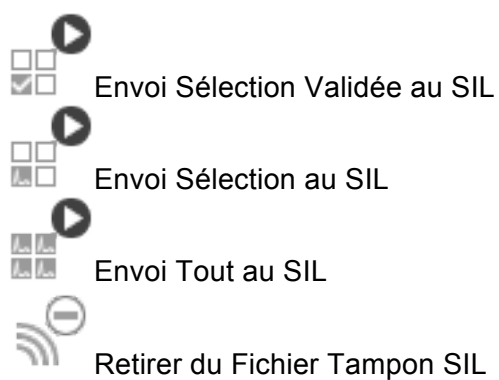 Envoi Sélection Validée au SIL
Envoi Sélection au SIL
Envoi Tout au SIL
Retirer du Fichier Tampon SIL